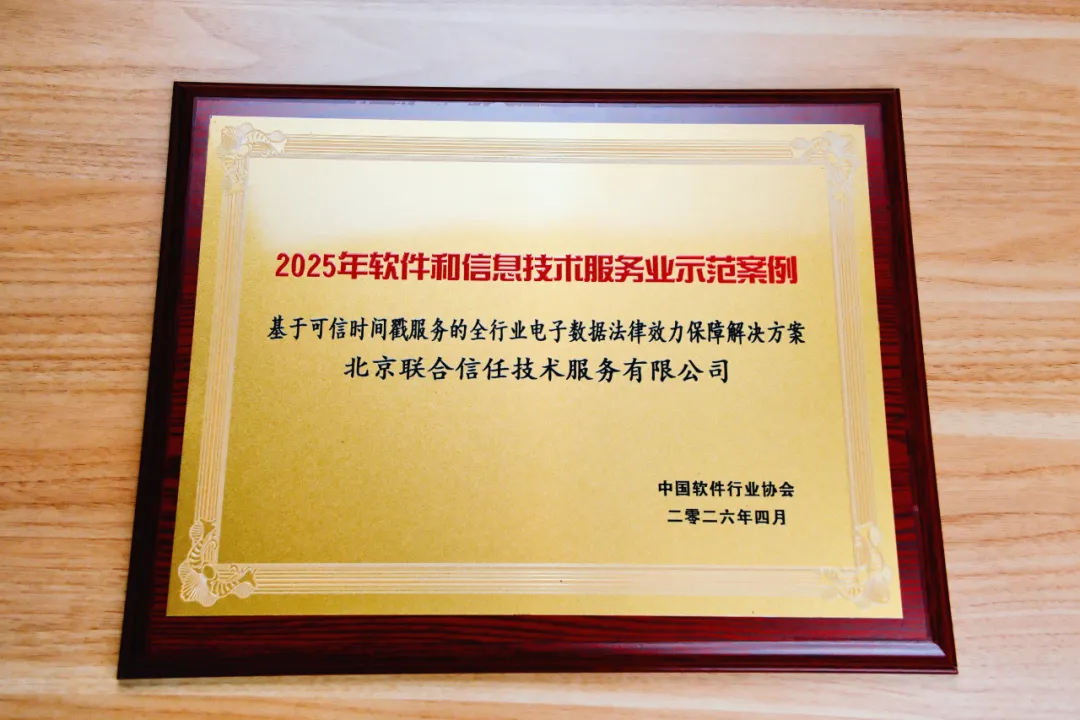 2025年软件和信息技术服务业示范案例
基于可信时间戳服务的全行业电子数据法律效力保障解决方案
北京联合信任技术服务有限公司
中国软件行业协会
二零二六年四月